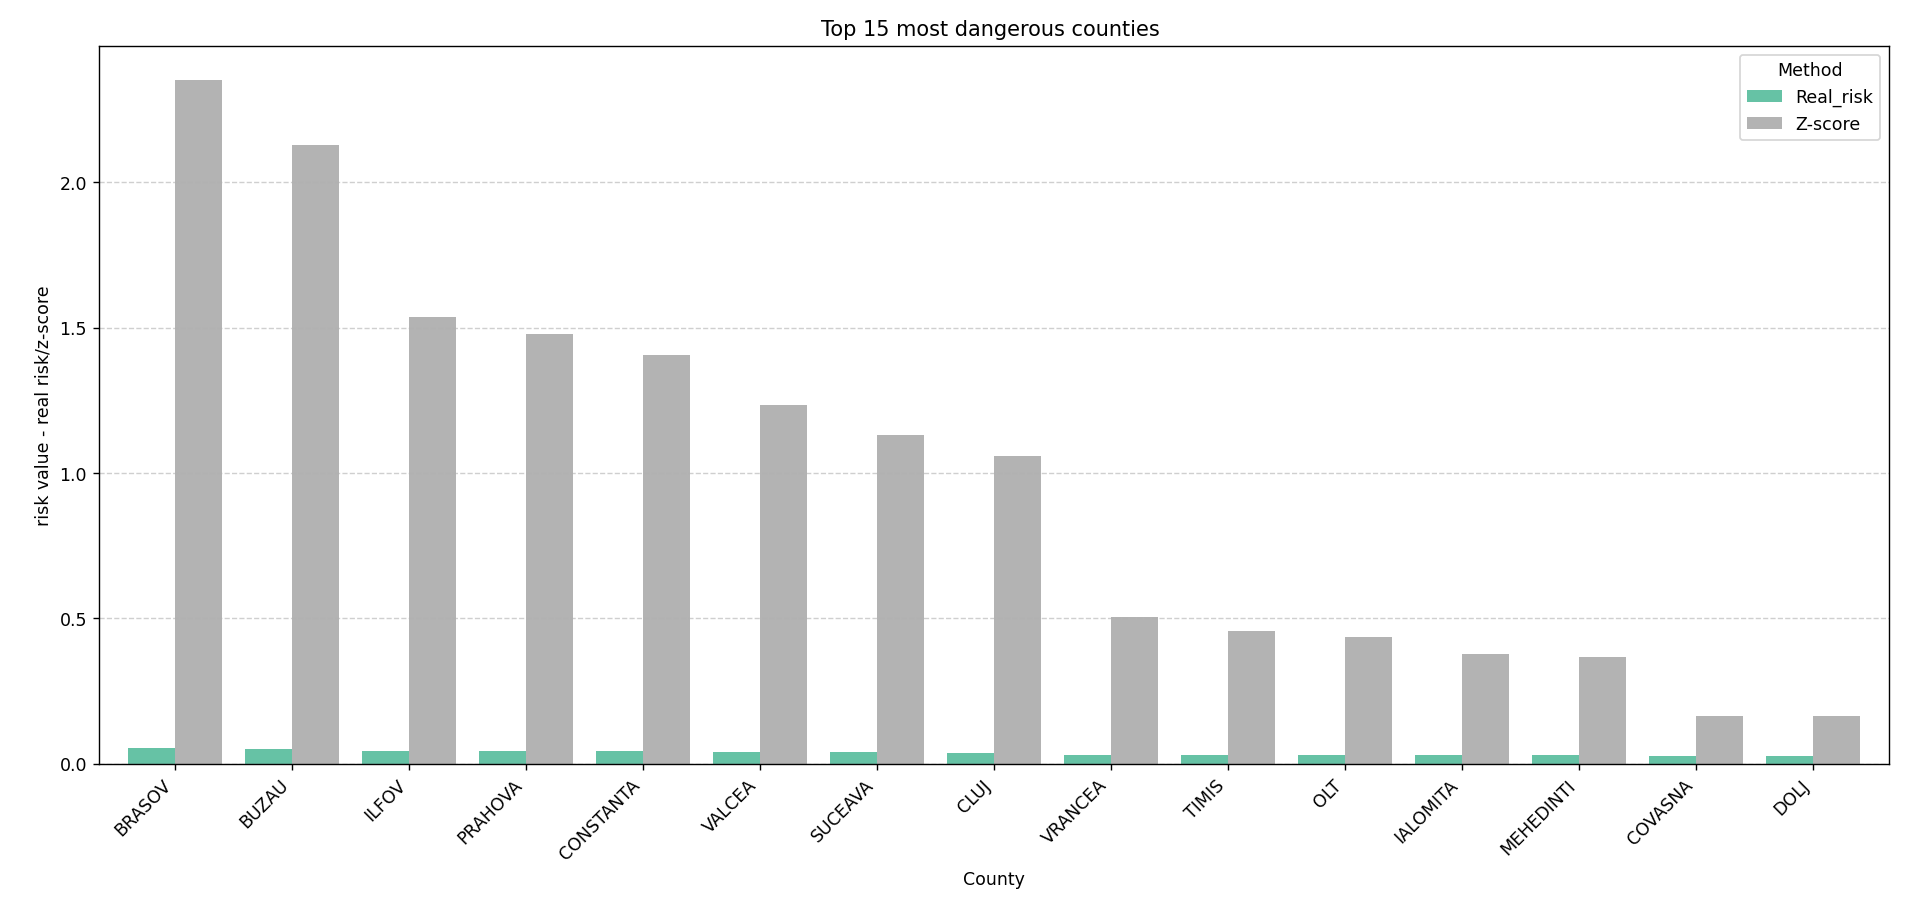 Top 15 most dangerous counties
Method
Real_risk
Z-score
risk value - real risk/z-score
2.0
1.5
1.0
0.5
0.0
BRASOV
BUZAU
ILFOV
PRAHOVA
CONSTANTA
VALCEA
SUCEAVA
CLUJ
VRANCEA
TIMIS
OLT
IALOMITA
MEHEDINTI
COVASNA
DOLJ
County